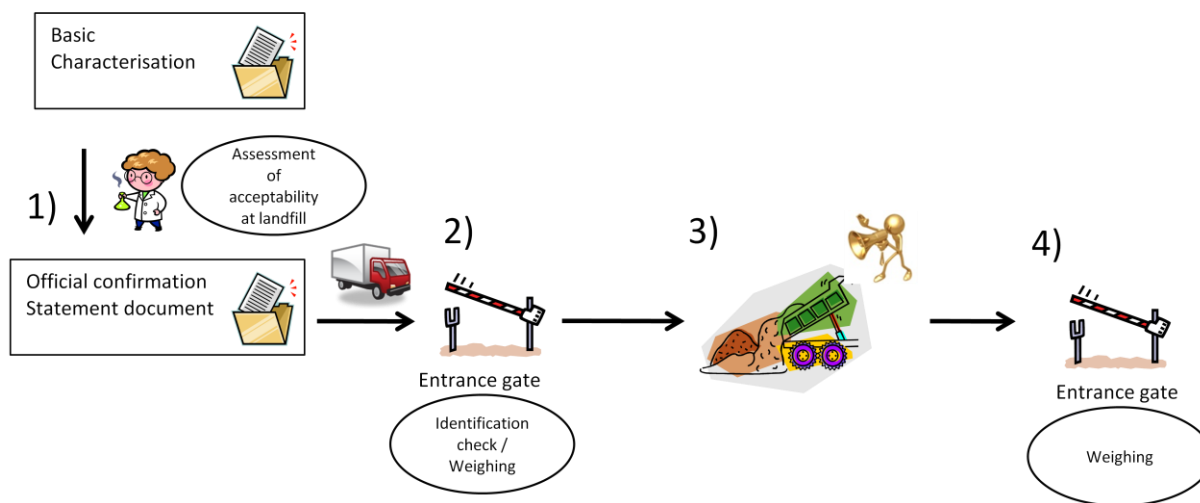 Basic
Characterisation
1)
Assessment
of
acceptability
at landfill
Official confirmation
Statement document
2)
Entrance gate
Identification
check /
Weighing
3)
4)
Entrance gate
Weighing